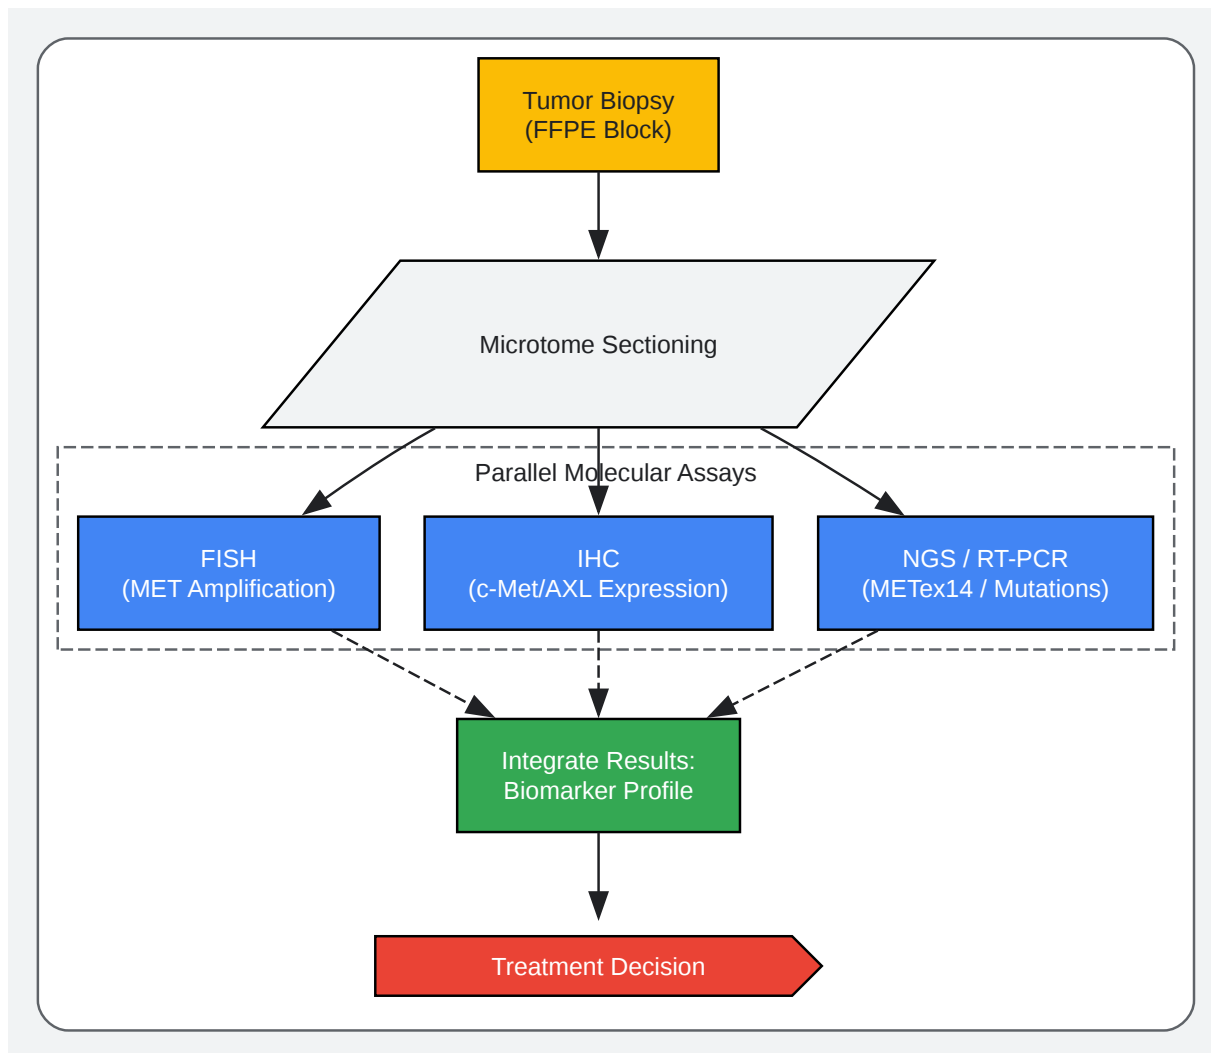 Tumor Biopsy
(FFPE Block)
Microtome Sectioning
Parallel Molecular Assays
FISH
(MET Amplification)
IHC
(c-Met/AXL Expression)
NGS / RT-PCR
(METex14 / Mutations)
Integrate Results:
Biomarker Profile
Treatment Decision